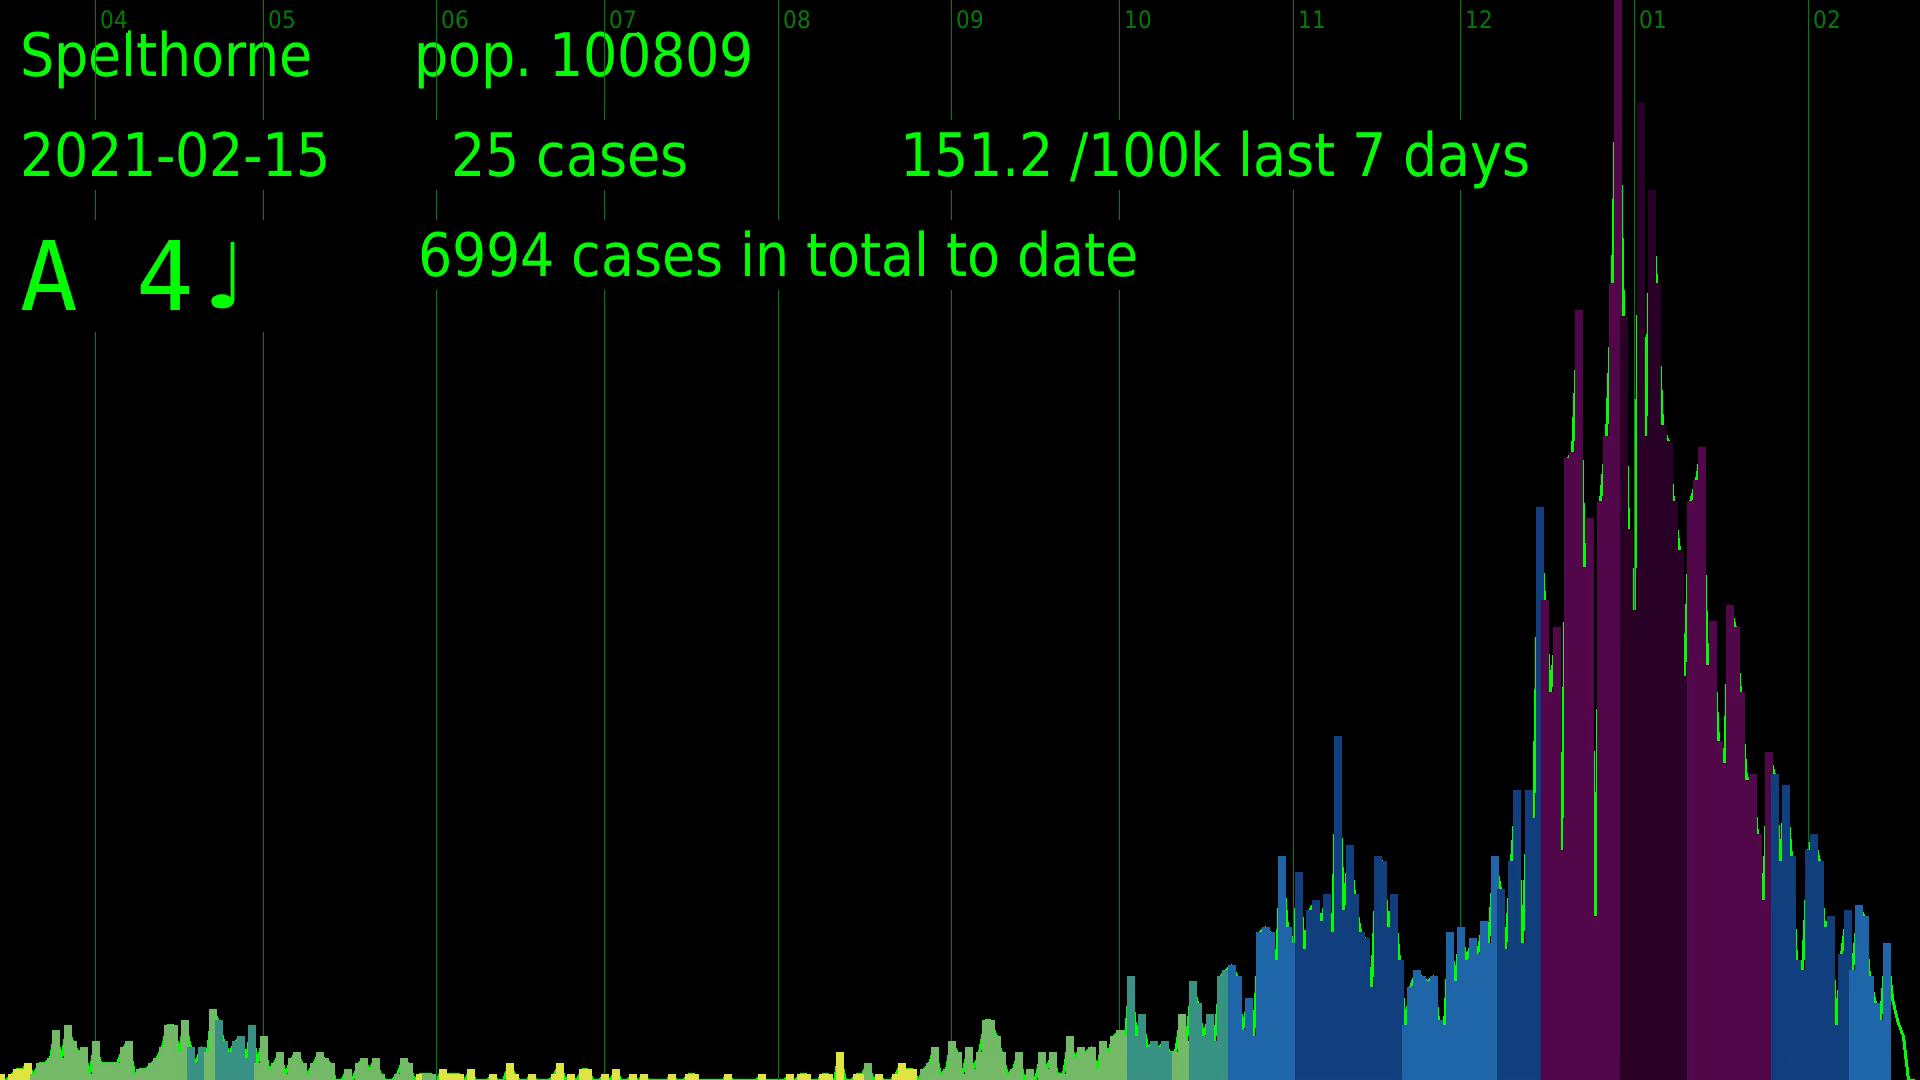 04 05 06 07 08 09 10 11 12 01 02
Spelthorne pop. 100809
2021-02-15 25 cases 151.2 /100k last 7 days
A 4♩ 6994 cases in total to date